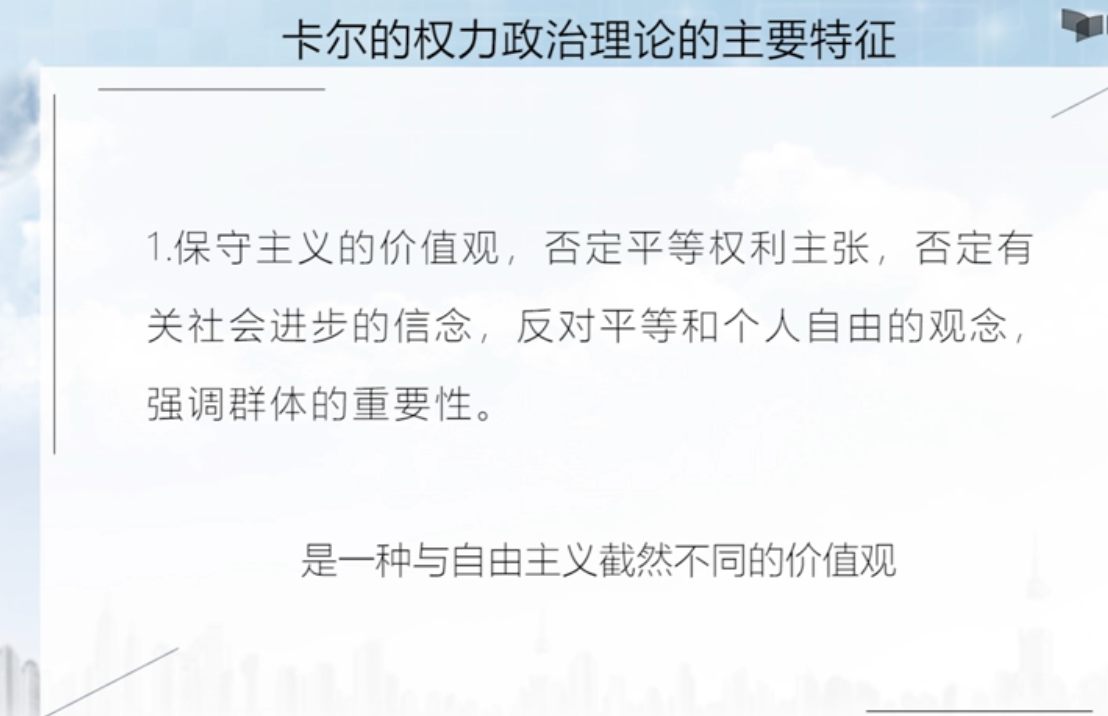 卡尔的权力政治理论的主要特征
1.保守主义的价值观，否定平等权利主张，否定有
关社会进步的信念，反对平等和个人自由的观念，
强调群体的重要性。
是一种与自由主义截然不同的价值观